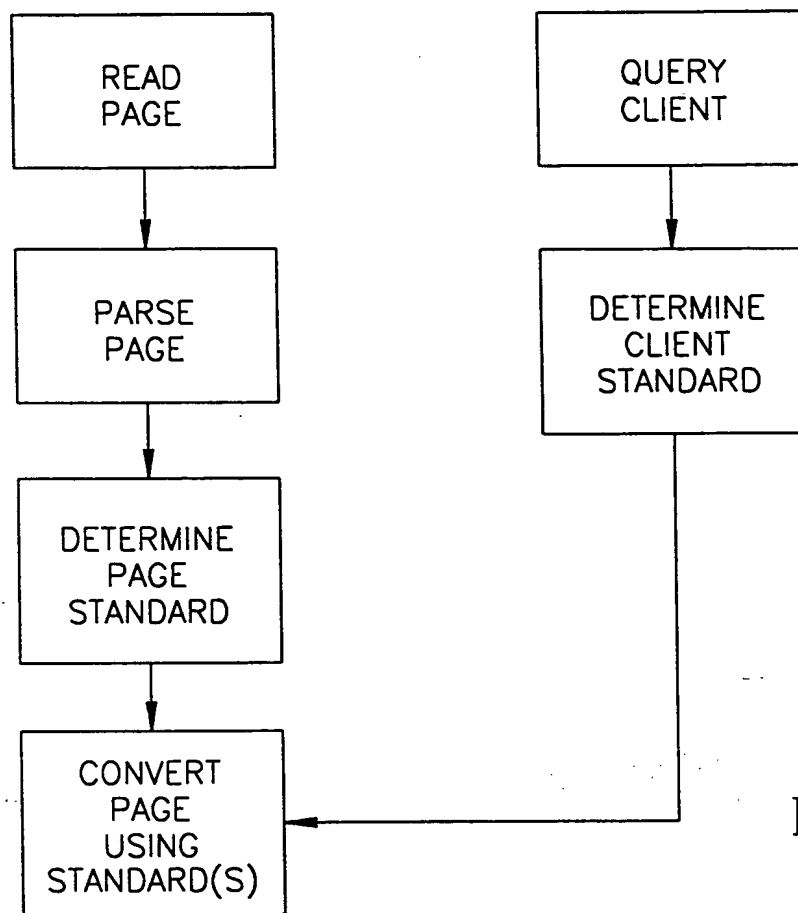 READ
PAGE
QUERY
CLIENT
PARSE
PAGE
DETERMINE
CLIENT
STANDARD
DETERMINE
PAGE
STANDARD
CONVERT
PAGE
USING
STANDARD(S)